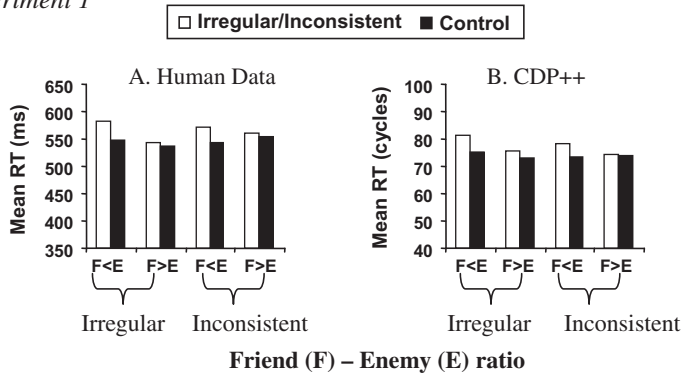 riment 1
Irregular/Inconsistent Control
A. Human Data
Mean RT (ms)
650
600
550
500
450
400
350
F<E F>E F<E F>E
Irregular Inconsistent
B. CDP++
Mean RT (cycles)
100
90
80
70
60
50
40
F<E F>E F<E F>E
Irregular Inconsistent
Friend (F) – Enemy (E) ratio